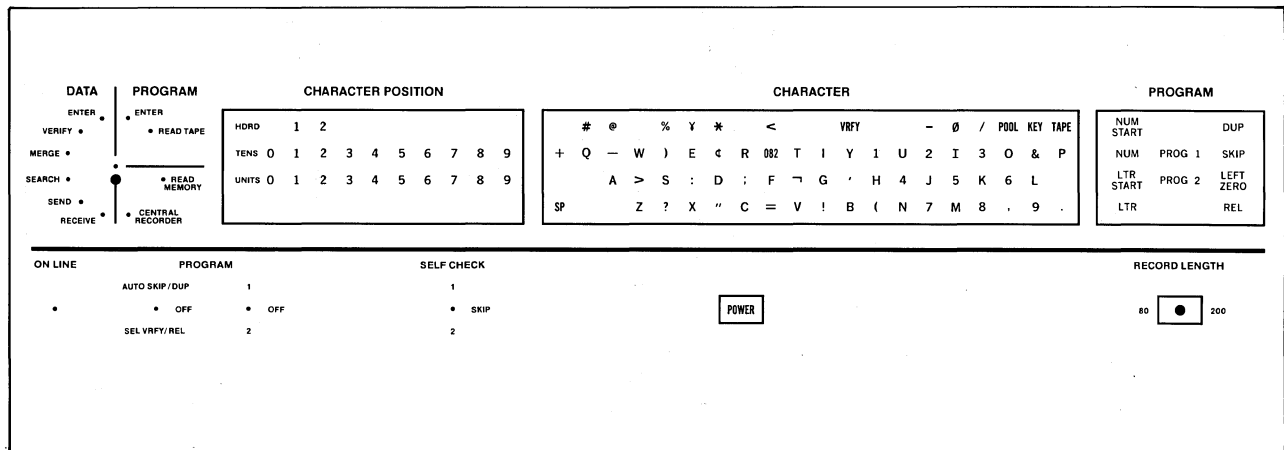 DATA PROGRAM CHARACTER POSITION CHARACTER PROGRAM
ENTER ENTER
VERIFY READ TAPE
MERGE
SEARCH READ MEMORY
SEND
RECEIVE CENTRAL RECORDER
HDRD 1 2
TENS 0 1 2 3 4 5 6 7 8 9
UNITS 0 1 2 3 4 5 6 7 8 9
# @ % ¥ * < VRFY - Ø / POOL KEY TAPE
+ Q — W ) E ¢ R 082 T | Y 1 U 2 I 3 O & P
A > S : D ; F ¬ G ' H 4 J 5 K 6 L
SP Z ? X " C = V ! B ( N 7 M 8 , 9 .
NUM START DUP
NUM PROG 1 SKIP
LTR START PROG 2 LEFT ZERO
LTR REL
ON LINE PROGRAM SELF CHECK RECORD LENGTH
AUTO SKIP/DUP 1 1
OFF OFF SKIP POWER 80 200
SEL VRFY/REL 2 2